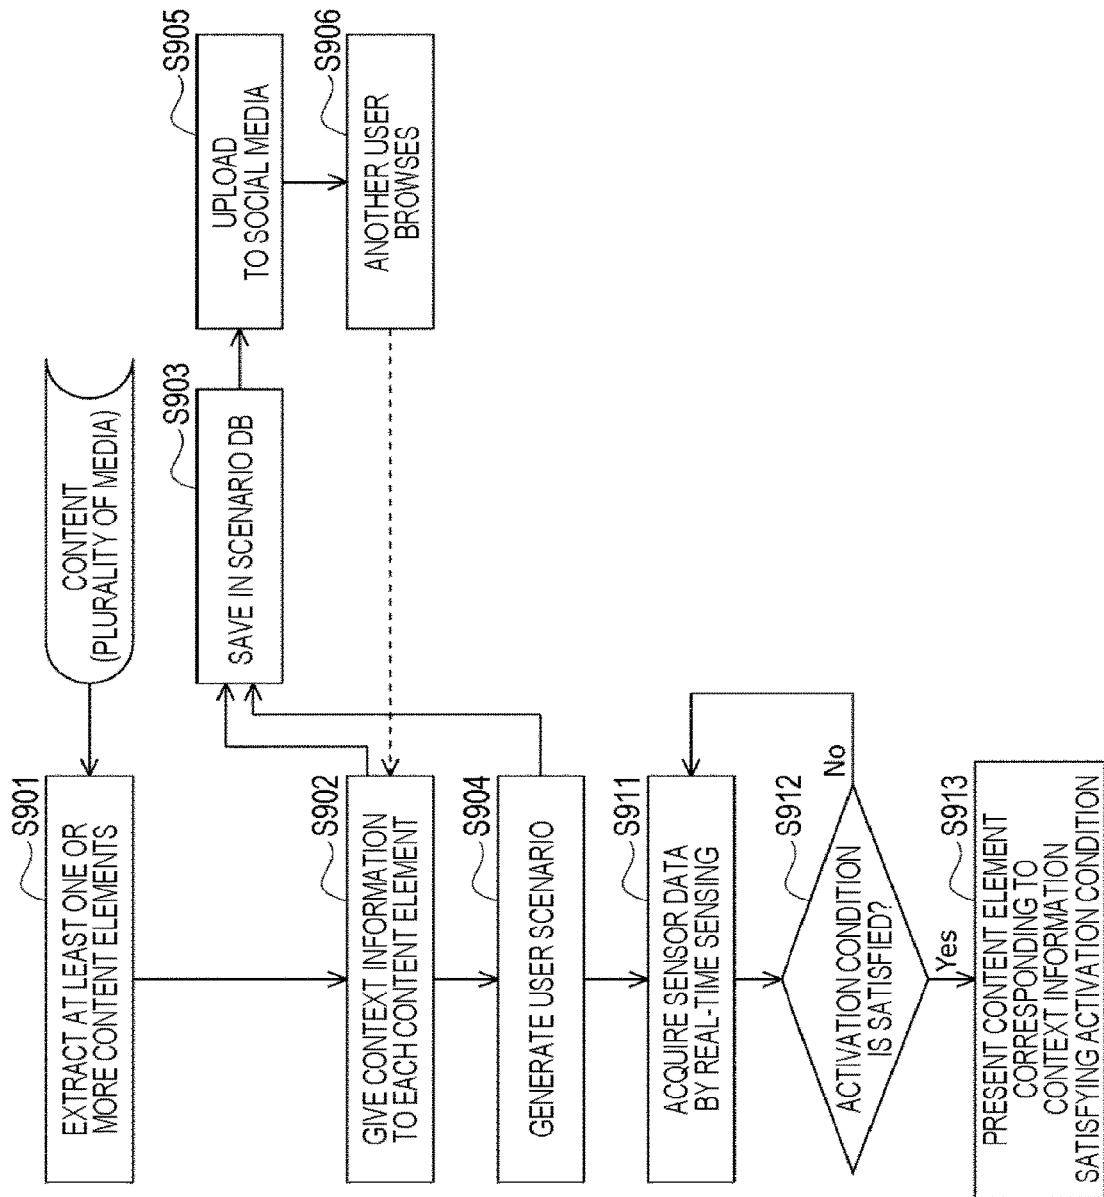 CONTENT
(PLURALITY OF MEDIA)
S901
EXTRACT AT LEAST ONE OR
MORE CONTENT ELEMENTS
S902
GIVE CONTEXT INFORMATION
TO EACH CONTENT ELEMENT
S903
SAVE IN SCENARIO DB
S905
UPLOAD
TO SOCIAL MEDIA
S906
ANOTHER USER
BROWSES
S904
GENERATE USER SCENARIO
S911
ACQUIRE SENSOR DATA
BY REAL-TIME SENSING
S912
ACTIVATION CONDITION
IS SATISFIED?
No
Yes
S913
PRESENT CONTENT ELEMENT
CORRESPONDING TO
CONTEXT INFORMATION
SATISFYING ACTIVATION CONDITION